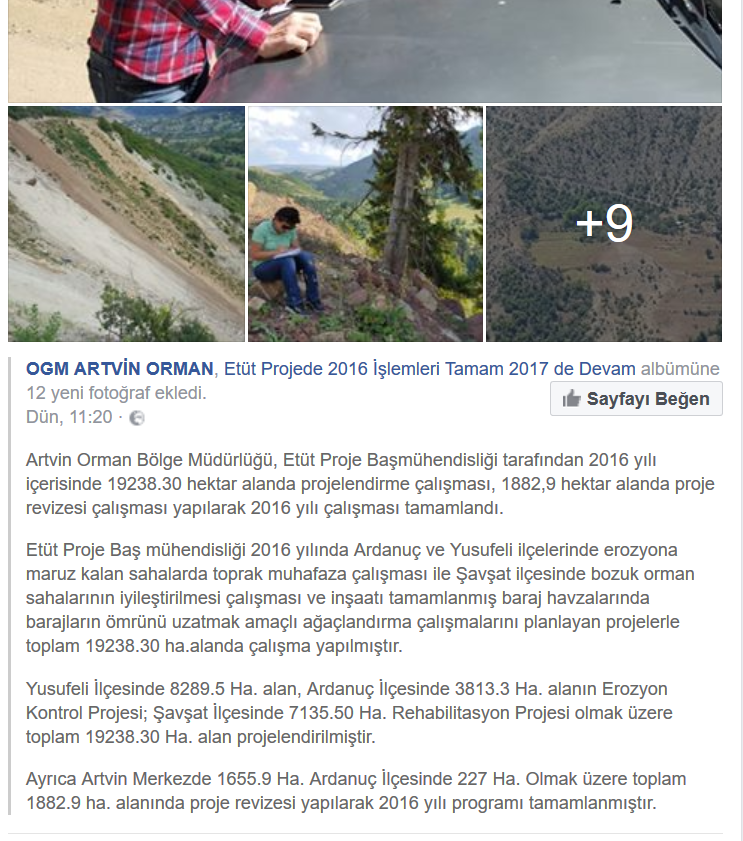 +9
OGM ARTVİN ORMAN, Etüt Projede 2016 İşlemleri Tamam 2017 de Devam albümüne
12 yeni fotoğraf ekledi.
Sayfayı Beğen
Dün, 11:20 ·
Artvin Orman Bölge Müdürlüğü, Etüt Proje Başmühendisliği tarafından 2016 yılı
içerisinde 19238.30 hektar alanda projelendirme çalışması, 1882,9 hektar alanda proje
revizesi çalışması yapılarak 2016 yılı çalışması tamamlandı.
Etüt Proje Baş mühendisliği 2016 yılında Ardanuç ve Yusufeli ilçelerinde erozyona
maruz kalan sahalarda toprak muhafaza çalışması ile Şavşat ilçesinde bozuk orman
sahalarının iyileştirilmesi çalışması ve inşaatı tamamlanmış baraj havzalarında
barajların ömrünü uzatmak amaçlı ağaçlandırma çalışmalarını planlayan projelerle
toplam 19238.30 ha.alanda çalışma yapılmıştır.
Yusufeli İlçesinde 8289.5 Ha. alan, Ardanuç İlçesinde 3813.3 Ha. alanın Erozyon
Kontrol Projesi; Şavşat İlçesinde 7135.50 Ha. Rehabilitasyon Projesi olmak üzere
toplam 19238.30 Ha. alan projelendirilmiştir.
Ayrıca Artvin Merkezde 1655.9 Ha. Ardanuç İlçesinde 227 Ha. Olmak üzere toplam
1882.9 ha. alanında proje revizesi yapılarak 2016 yılı programı tamamlanmıştır.